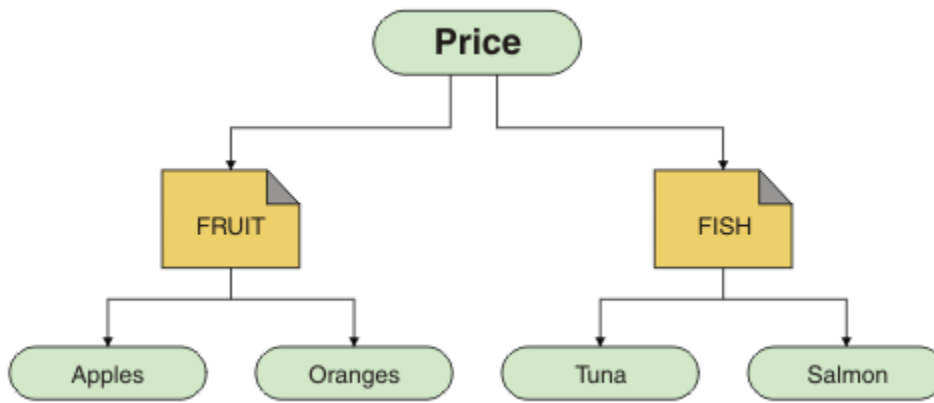 Price
FRUIT
FISH
Apples
Oranges
Tuna
Salmon